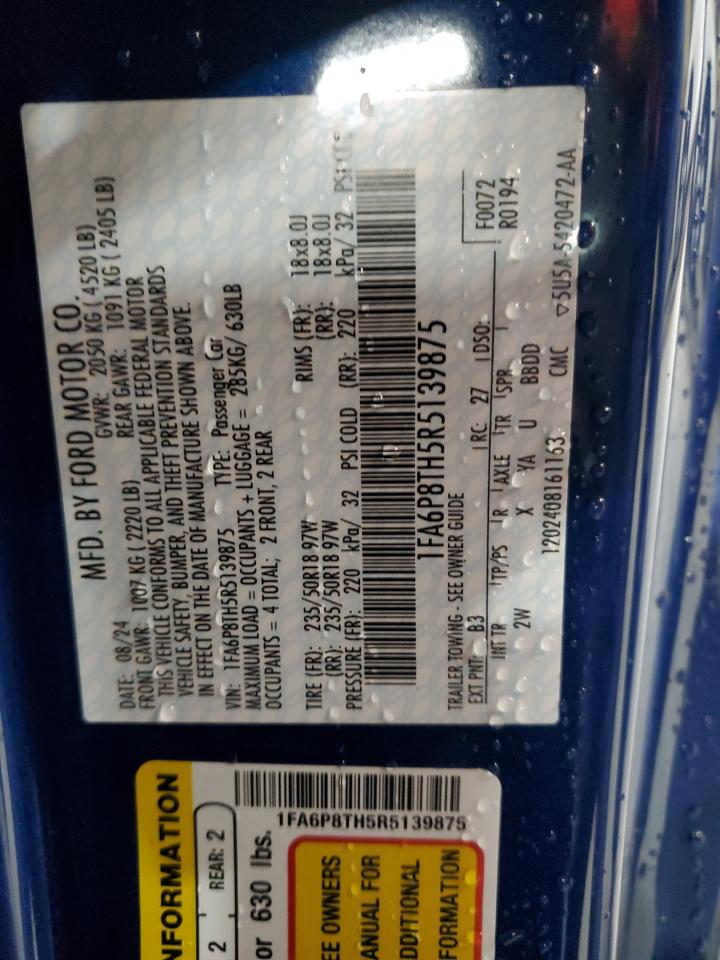 MFD. BY FORD MOTOR CO.
DATE: 08/24 GVWR: 2050 KG ( 4520 LB)
FRONT GAWR: 1007 KG ( 2220 LB) REAR GAWR: 1091 KG ( 2405 LB)
THIS VEHICLE CONFORMS TO ALL APPLICABLE FEDERAL MOTOR
VEHICLE SAFETY, BUMPER, AND THEFT PREVENTION STANDARDS
IN EFFECT ON THE DATE OF MANUFACTURE SHOWN ABOVE.
VIN: 1FA6P8TH5R5139875 TYPE: Passenger Car
MAXIMUM LOAD = OCCUPANTS + LUGGAGE = 285KG/ 630LB
OCCUPANTS = 4 TOTAL; 2 FRONT, 2 REAR
TIRE (FR): 235/50R18 97W RIMS (FR): 18x8.0J
(RR): 235/50R18 97W (RR): 18x8.0J
PRESSURE (FR): 220 kPa/ 32 PSI COLD (RR): 220 kPa/ 32
1FA6P8TH5R5139875
TRAILER TOWING - SEE OWNER GUIDE
F0072
EXT PNT: B3 RC: 27 DSO: R0194
INT TR TP/PS R AXLE TR SPR
2W X YA U BBDD
1202408161163 CMC ▽5U5A-5420472-AA
NFORMATION
2 REAR: 2
1FA6P8TH5R5139875
or 630 lbs.
EE OWNERS
ANUAL FOR
DDITIONAL
FORMATION